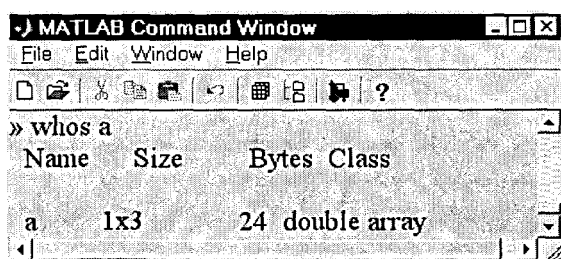 MATLAB Command Window
File Edit Window Help
?
» whos a
Name Size Bytes Class
a 1x3 24 double array